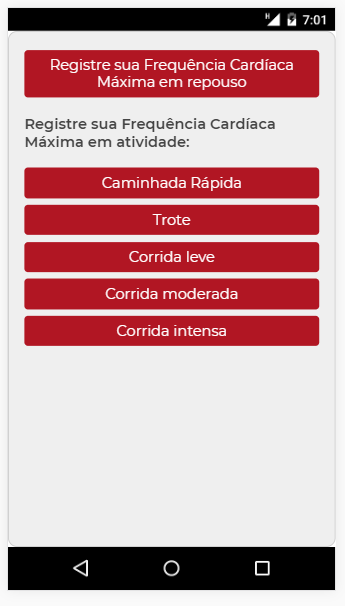 H 7:01
Registre sua Frequência Cardíaca
Máxima em repouso
Registre sua Frequência Cardíaca
Máxima em atividade:
Caminhada Rápida
Trote
Corrida leve
Corrida moderada
Corrida intensa